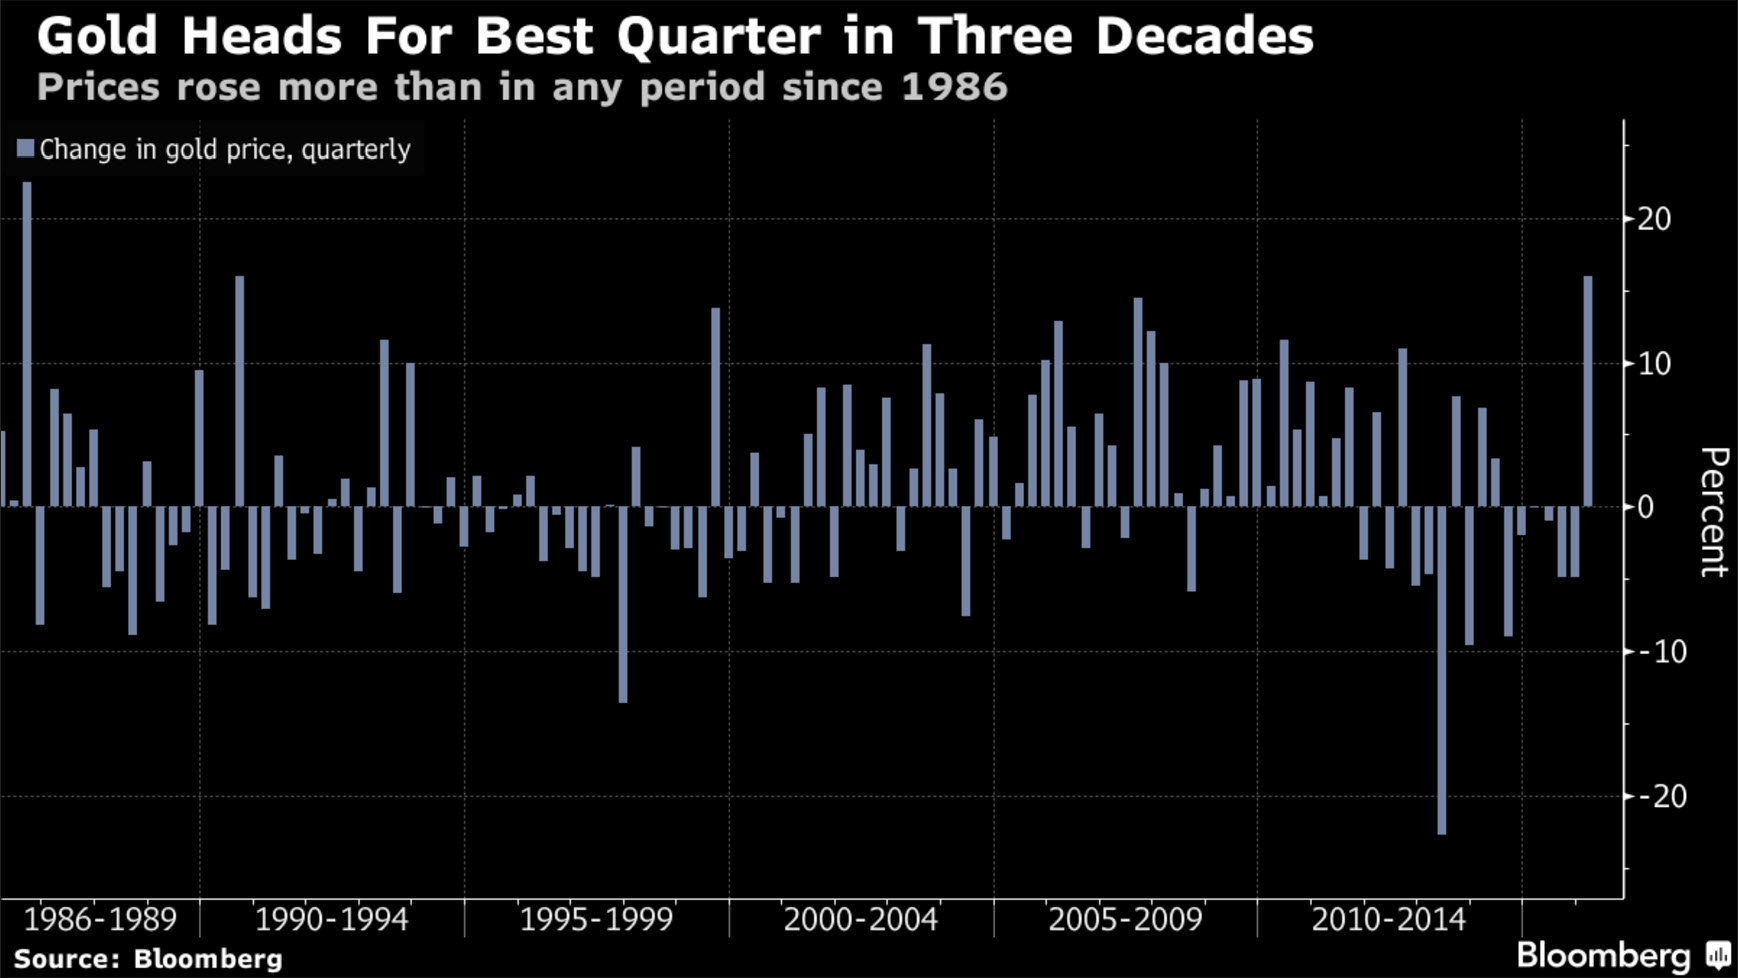 Gold Heads For Best Quarter in Three Decades
Prices rose more than in any period since 1986
Change in gold price, quarterly
20
10
0
-10
-20
Percent
1986-1989 1990-1994 1995-1999 2000-2004 2005-2009 2010-2014
Source: Bloomberg
Bloomberg